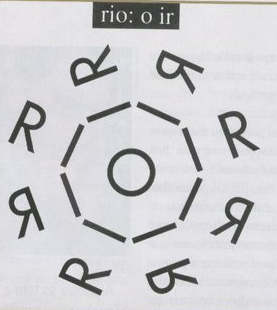 rio: o ir
R Я
I I
R I I R
O
Я I I Я
I I
R Я